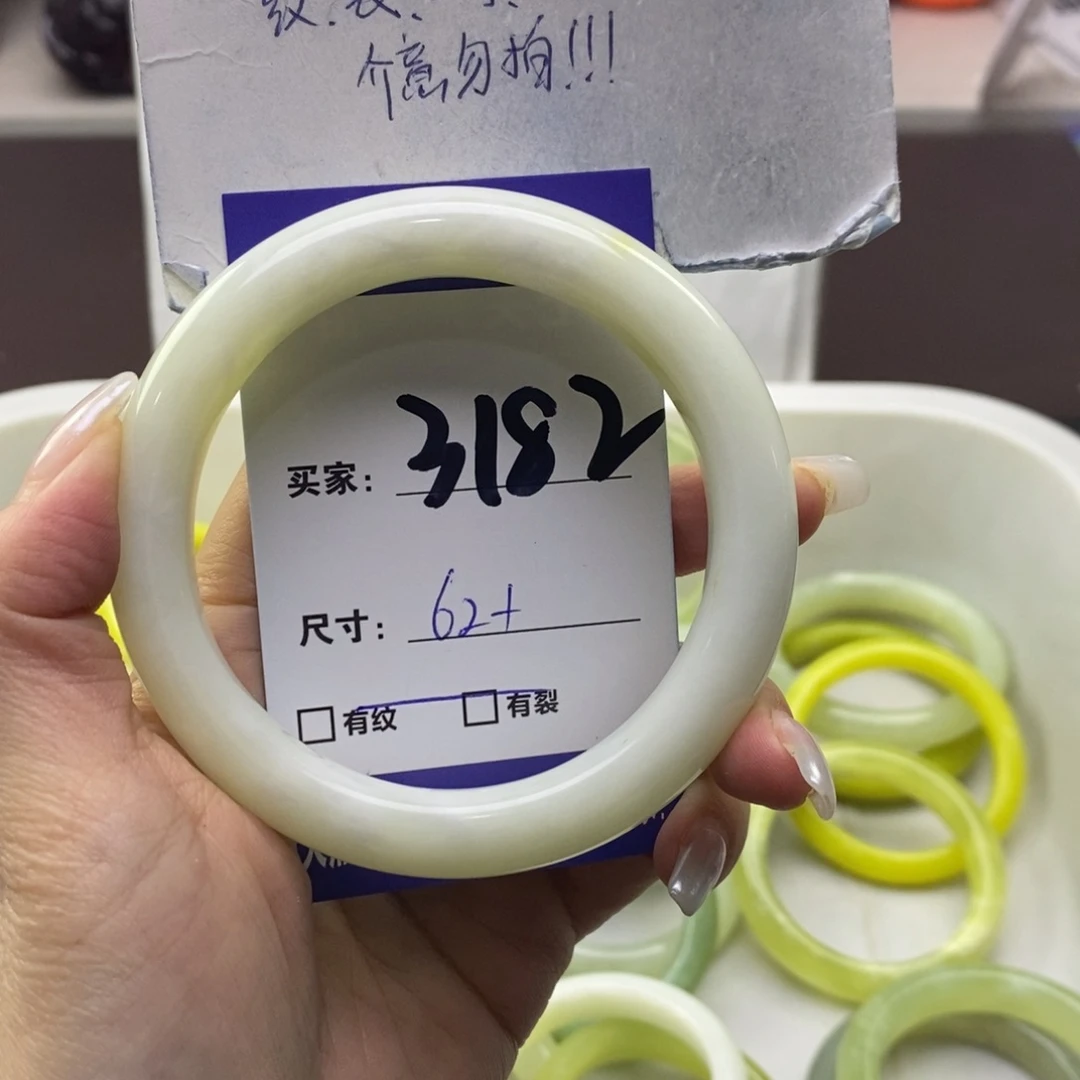 介意勿拍!!!
买家: 3182
尺寸: 62+
□有纹 □有裂